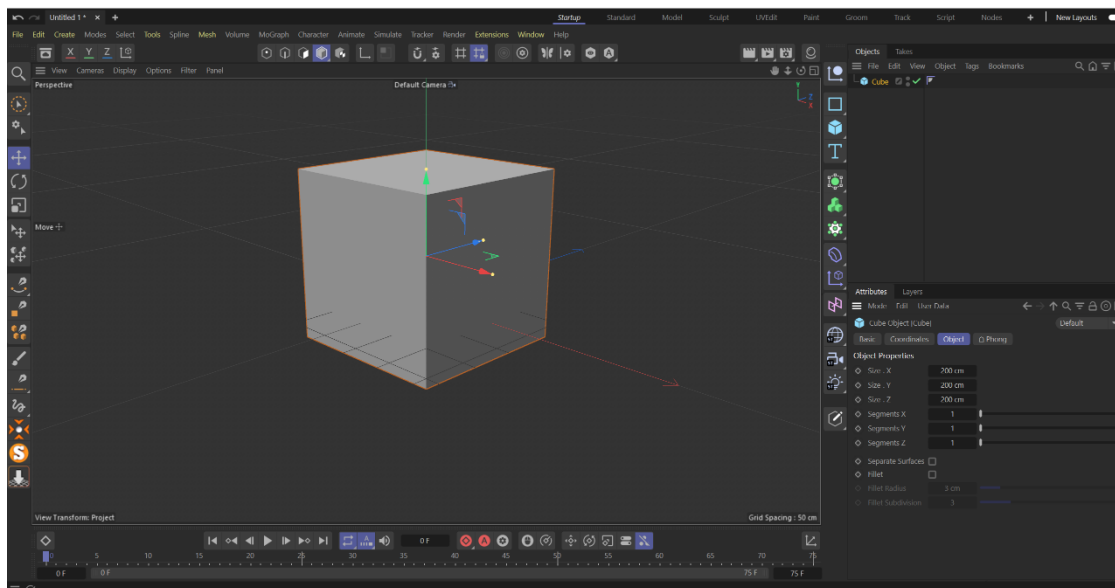 Untitled 1 *
Startup Standard Model Sculpt UVEdit Paint Groom Track Script Nodes New Layouts
File Edit Create Modes Select Tools Spline Mesh Volume MoGraph Character Animate Simulate Tracker Render Extensions Window Help
X Y Z
Objects Takes
View Cameras Display Options Filter Panel
File Edit View Object Tags Bookmarks
Perspective
Default Camera
Cube
Y
Z
X
Move
View Transform: Project
Grid Spacing : 50 cm
Attributes Layers
Mode Edit User Data
Cube Object [Cube]
Default
Basic Coordinates Object Phong
Object Properties
Size . X 200 cm
Size . Y 200 cm
Size . Z 200 cm
Segments X 1
Segments Y 1
Segments Z 1
Separate Surfaces
Fillet
Fillet Radius 3 cm
Fillet Subdivision 3
0 F
0 5 10 15 20 25 30 35 40 45 50 55 60 65 70 75
0 F 0 F 75 F 75 F